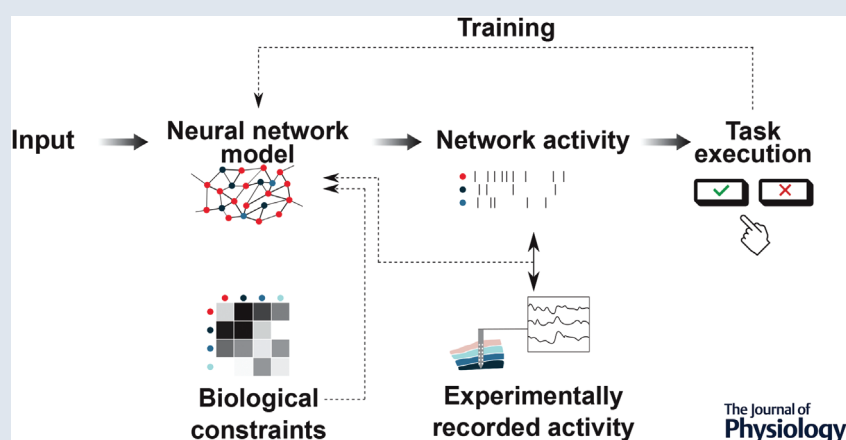 Training
Input
Neural network
model
Network activity
Task
execution
Biological
constraints
Experimentally
recorded activity
The Journal of
Physiology